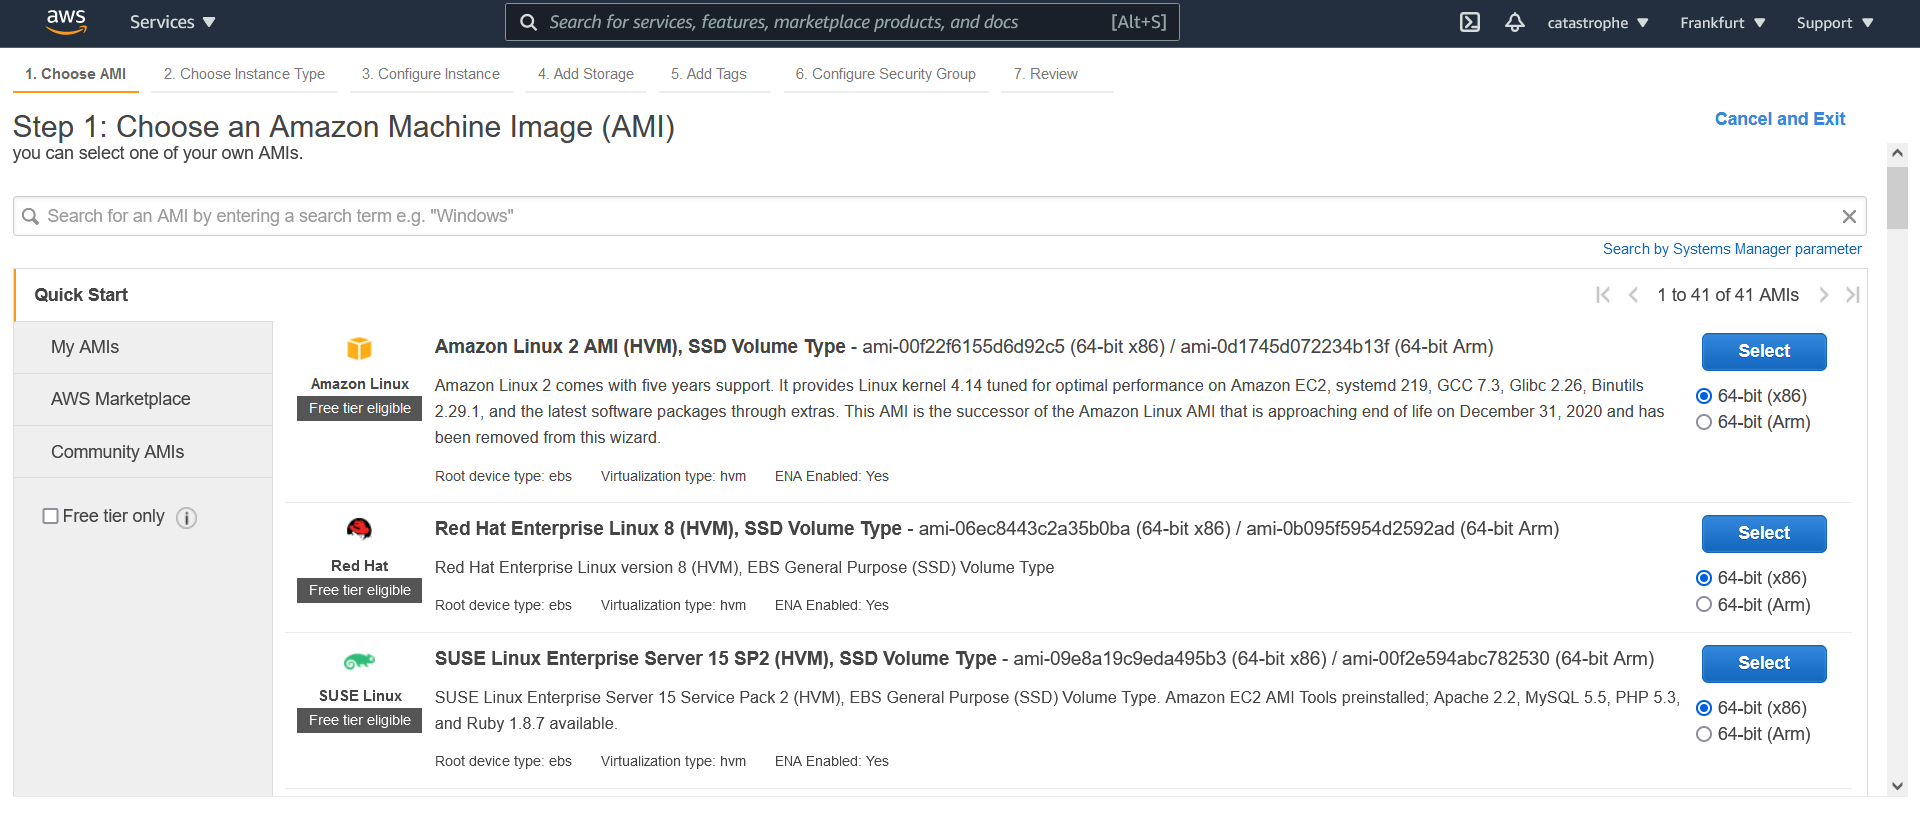 aws Services Search for services, features, marketplace products, and docs [Alt+S] catastrophe Frankfurt Support
1. Choose AMI 2. Choose Instance Type 3. Configure Instance 4. Add Storage 5. Add Tags 6. Configure Security Group 7. Review
Step 1: Choose an Amazon Machine Image (AMI)
Cancel and Exit
you can select one of your own AMIs.
Search for an AMI by entering a search term e.g. "Windows"
Search by Systems Manager parameter
Quick Start
1 to 41 of 41 AMIs
My AMIs
AWS Marketplace
Community AMIs
Free tier only
Amazon Linux
Free tier eligible
Amazon Linux 2 AMI (HVM), SSD Volume Type - ami-00f22f6155d6d92c5 (64-bit x86) / ami-0d1745d072234b13f (64-bit Arm)
Amazon Linux 2 comes with five years support. It provides Linux kernel 4.14 tuned for optimal performance on Amazon EC2, systemd 219, GCC 7.3, Glibc 2.26, Binutils
2.29.1, and the latest software packages through extras. This AMI is the successor of the Amazon Linux AMI that is approaching end of life on December 31, 2020 and has
been removed from this wizard.
Root device type: ebs Virtualization type: hvm ENA Enabled: Yes
Select
64-bit (x86)
64-bit (Arm)
Red Hat
Free tier eligible
Red Hat Enterprise Linux 8 (HVM), SSD Volume Type - ami-06ec8443c2a35b0ba (64-bit x86) / ami-0b095f5954d2592ad (64-bit Arm)
Red Hat Enterprise Linux version 8 (HVM), EBS General Purpose (SSD) Volume Type
Root device type: ebs Virtualization type: hvm ENA Enabled: Yes
Select
64-bit (x86)
64-bit (Arm)
SUSE Linux
Free tier eligible
SUSE Linux Enterprise Server 15 SP2 (HVM), SSD Volume Type - ami-09e8a19c9eda495b3 (64-bit x86) / ami-00f2e594abc782530 (64-bit Arm)
SUSE Linux Enterprise Server 15 Service Pack 2 (HVM), EBS General Purpose (SSD) Volume Type. Amazon EC2 AMI Tools preinstalled; Apache 2.2, MySQL 5.5, PHP 5.3,
and Ruby 1.8.7 available.
Root device type: ebs Virtualization type: hvm ENA Enabled: Yes
Select
64-bit (x86)
64-bit (Arm)